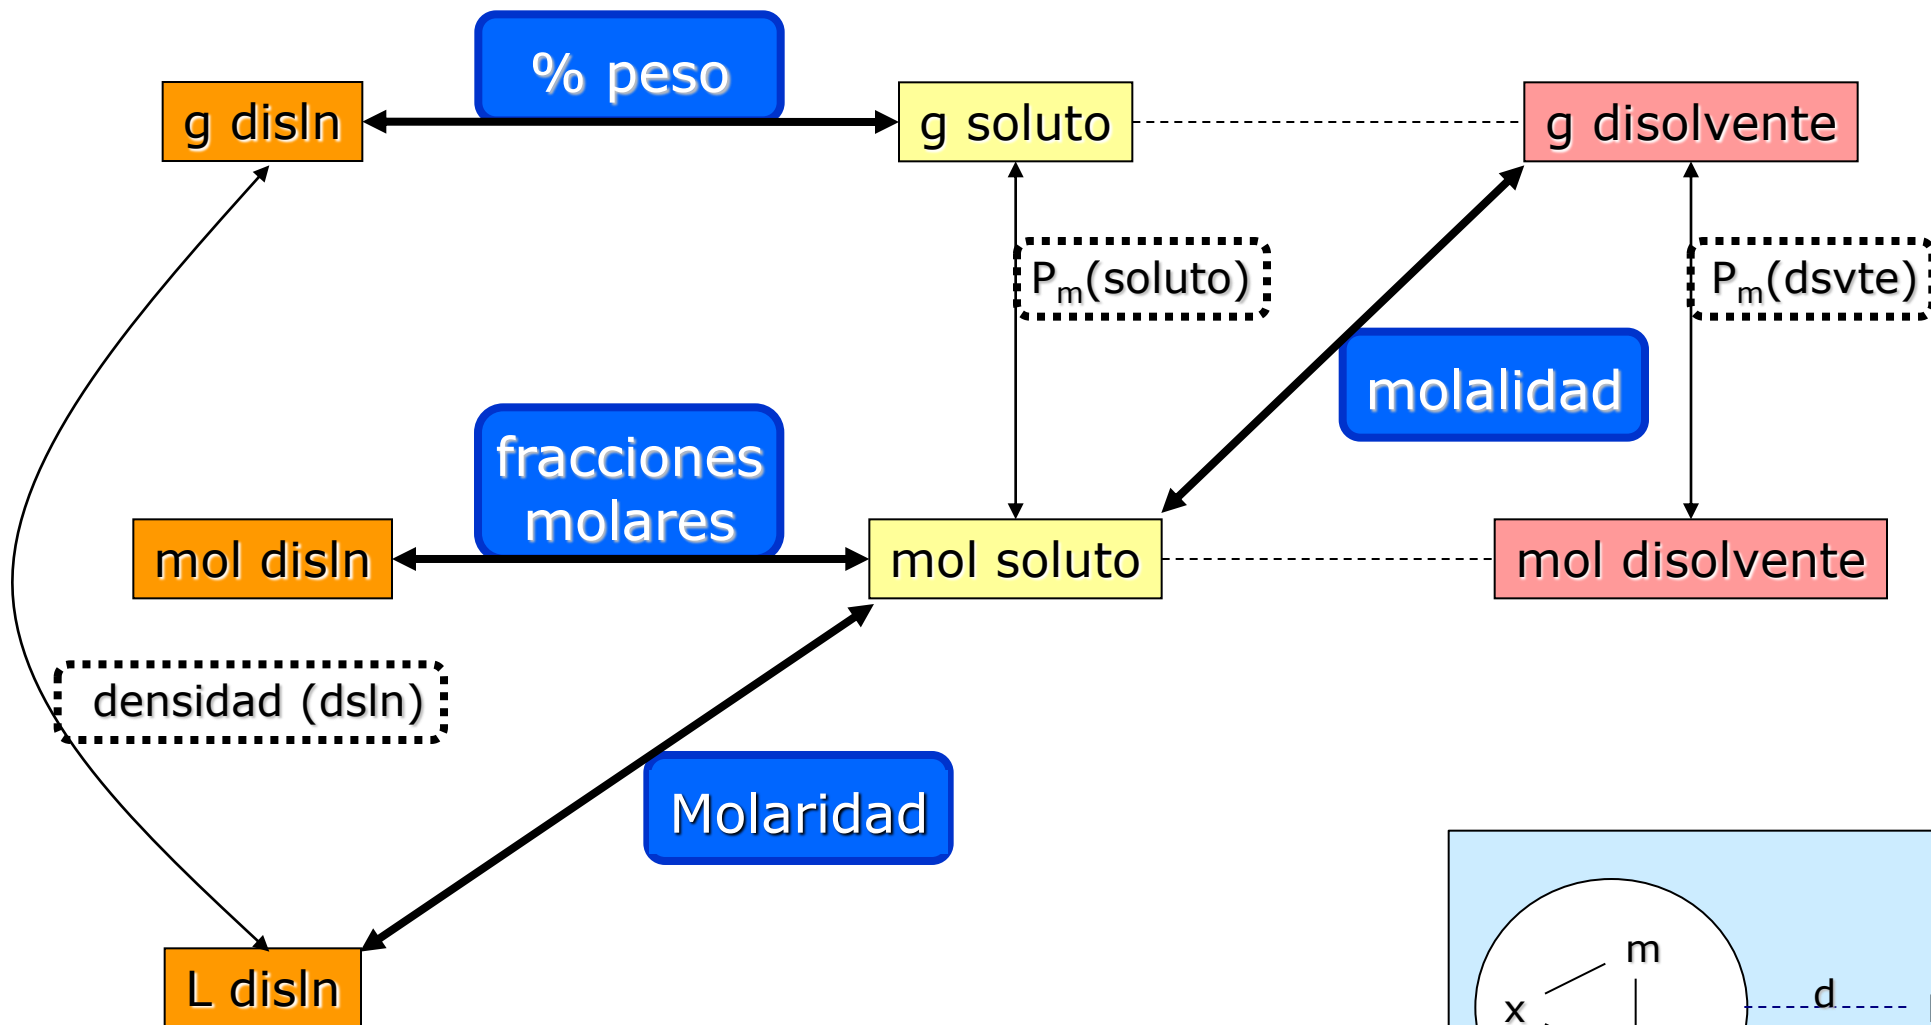 % peso
g disln
g soluto
g disolvente
Pm(soluto)
Pm(dsvte)
molalidad
fracciones
molares
mol disln
mol soluto
mol disolvente
densidad (dsln)
Molaridad
L disln
m
d
x